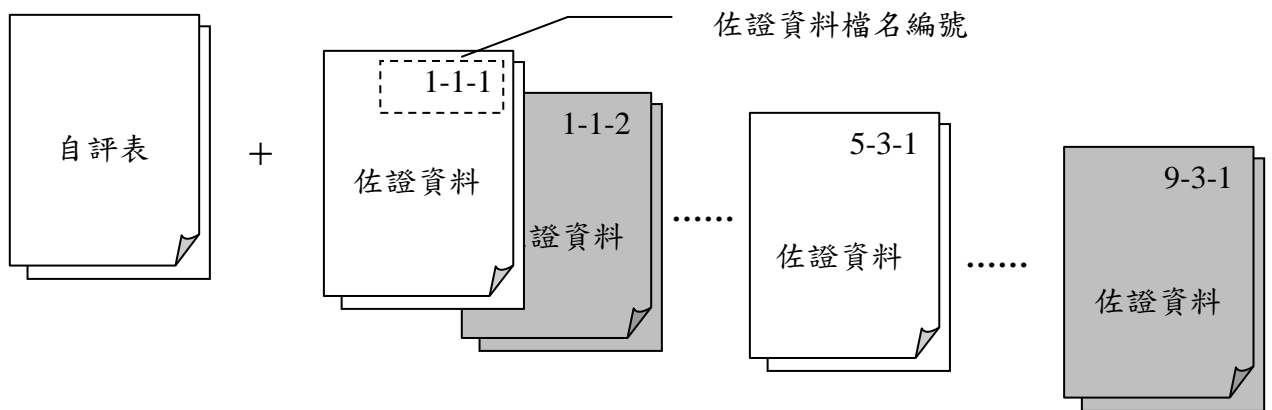 佐證資料檔名編號
自評表
+
1-1-1
佐證資料
1-1-2
證資料
......
5-3-1
佐證資料
......
9-3-1
佐證資料